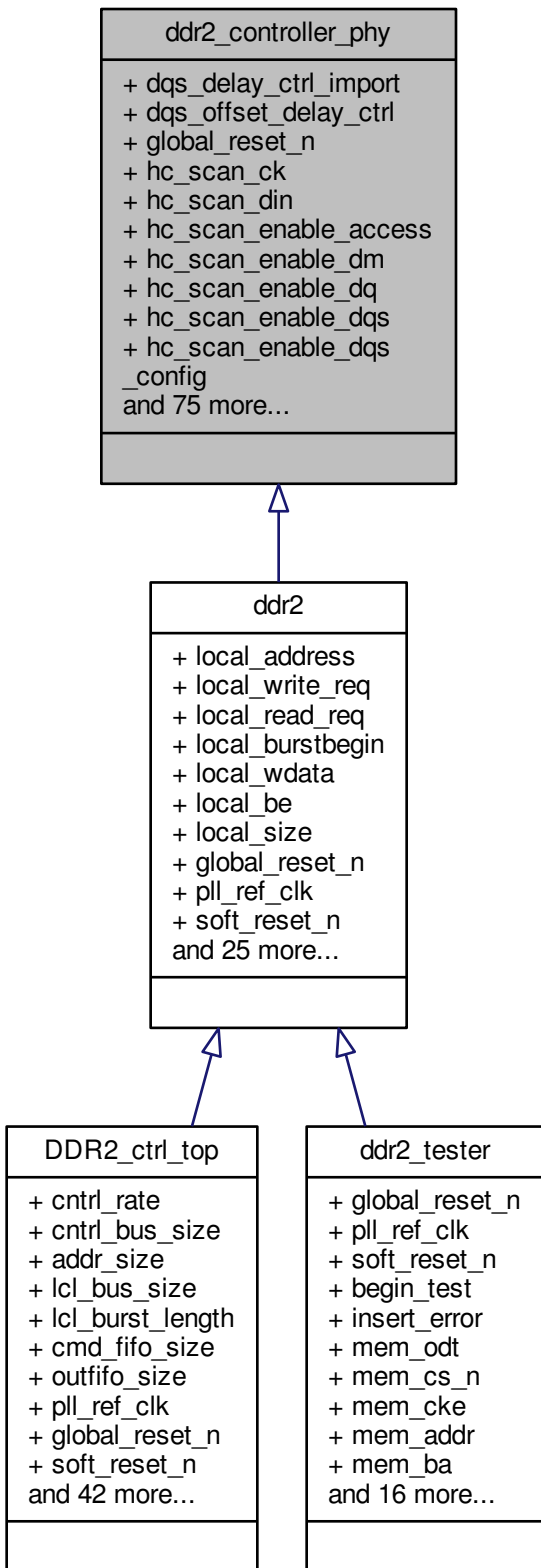 ddr2_controller_phy
+ dqs_delay_ctrl_import
+ dqs_offset_delay_ctrl
+ global_reset_n
+ hc_scan_ck
+ hc_scan_din
+ hc_scan_enable_access
+ hc_scan_enable_dm
+ hc_scan_enable_dq
+ hc_scan_enable_dqs
+ hc_scan_enable_dqs
_config
and 75 more...
ddr2
+ local_address
+ local_write_req
+ local_read_req
+ local_burstbegin
+ local_wdata
+ local_be
+ local_size
+ global_reset_n
+ pll_ref_clk
+ soft_reset_n
and 25 more...
DDR2_ctrl_top
+ cntrl_rate
+ cntrl_bus_size
+ addr_size
+ lcl_bus_size
+ lcl_burst_length
+ cmd_fifo_size
+ outfifo_size
+ pll_ref_clk
+ global_reset_n
+ soft_reset_n
and 42 more...
ddr2_tester
+ global_reset_n
+ pll_ref_clk
+ soft_reset_n
+ begin_test
+ insert_error
+ mem_odt
+ mem_cs_n
+ mem_cke
+ mem_addr
+ mem_ba
and 16 more...